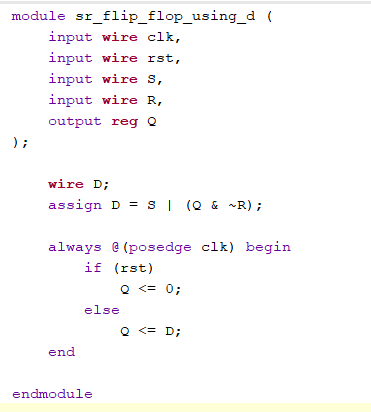 module sr_flip_flop_using_d (
    input wire clk,
    input wire rst,
    input wire S,
    input wire R,
    output reg Q
);

    wire D;
    assign D = S | (Q & ~R);

    always @(posedge clk) begin
        if (rst)
            Q <= 0;
        else
            Q <= D;
    end

endmodule